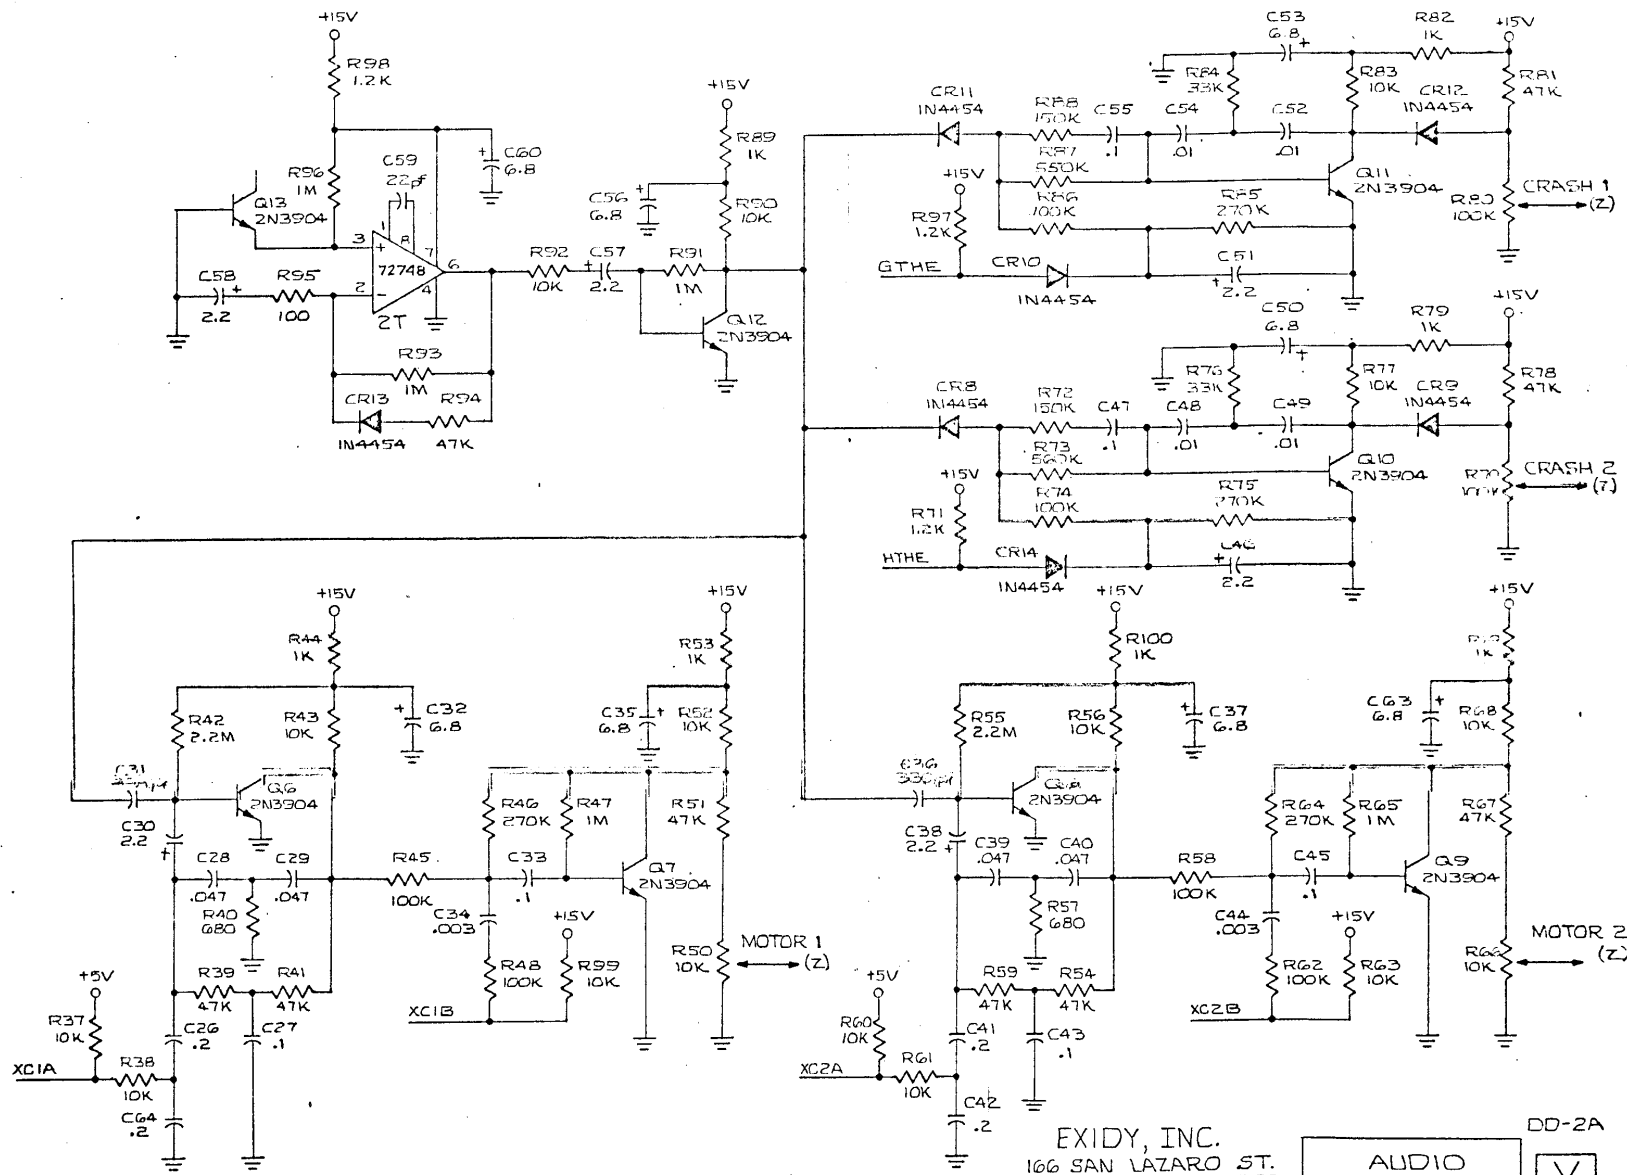 +15V
R98
1.2K
R96
1M
C59
22pf
+
C60
6.8
Q13
2N3904
3
+
1
8
7
72748
6
2
-
4
2T
C58
+
2.2
R95
100
R93
1M
CR13
1N4454
R94
47K
R92
10K
C57
+
2.2
+15V
R89
1K
C56
6.8
+
R90
10K
R91
1M
Q12
2N3904
CR11
1N4454
R88
150K
C55
.1
C54
.01
C52
.01
R84
33K
C53
6.8
+
R82
1K
+15V
R83
10K
CR12
1N4454
R81
47K
R87
550K
R86
100K
R85
270K
Q11
2N3904
R80
100K
CRASH 1
(Z)
+15V
R97
1.2K
GTHE
CR10
1N4454
C51
+
2.2
C50
6.8
+
R79
1K
+15V
R76
33K
R77
10K
CR9
1N4454
R78
47K
CR8
1N4454
R72
150K
C47
.1
C48
.01
C49
.01
R73
560K
R74
100K
R75
270K
Q10
2N3904
R70
100K
CRASH 2
(Z)
+15V
R71
1.2K
HTHE
CR14
1N4454
+
2.2
+15V
R44
1K
R42
2.2M
R43
10K
+
C32
6.8
C31
Q6
2N3904
C30
2.2
+
C28
.047
C29
.047
R40
680
R39
47K
R41
47K
+5V
R37
10K
C26
.2
C27
.1
XC1A
R38
10K
C64
.2
+15V
R53
1K
C35
6.8
+
R52
10K
R46
270K
R47
1M
R51
47K
R45
100K
C33
.1
Q7
2N3904
C34
.003
+15V
R48
100K
R99
10K
XC1B
R50
10K
MOTOR 1
(Z)
+15V
R100
1K
R55
2.2M
R56
10K
+
C37
6.8
C36
330pf
2N3904
C38
2.2
+
C39
.047
C40
.047
R57
680
R59
47K
R54
47K
+5V
R60
10K
C41
.2
C43
.1
XC2A
R61
10K
C42
.2
+15V
1K
C63
6.8
+
R68
10K
R64
270K
R65
1M
R67
47K
R58
100K
C45
.1
Q9
2N3904
C44
.003
+15V
R62
100K
R63
10K
XC2B
R66
10K
MOTOR 2
(Z)
EXIDY, INC.
166 SAN LAZARO ST.
AUDIO
DD-2A
V